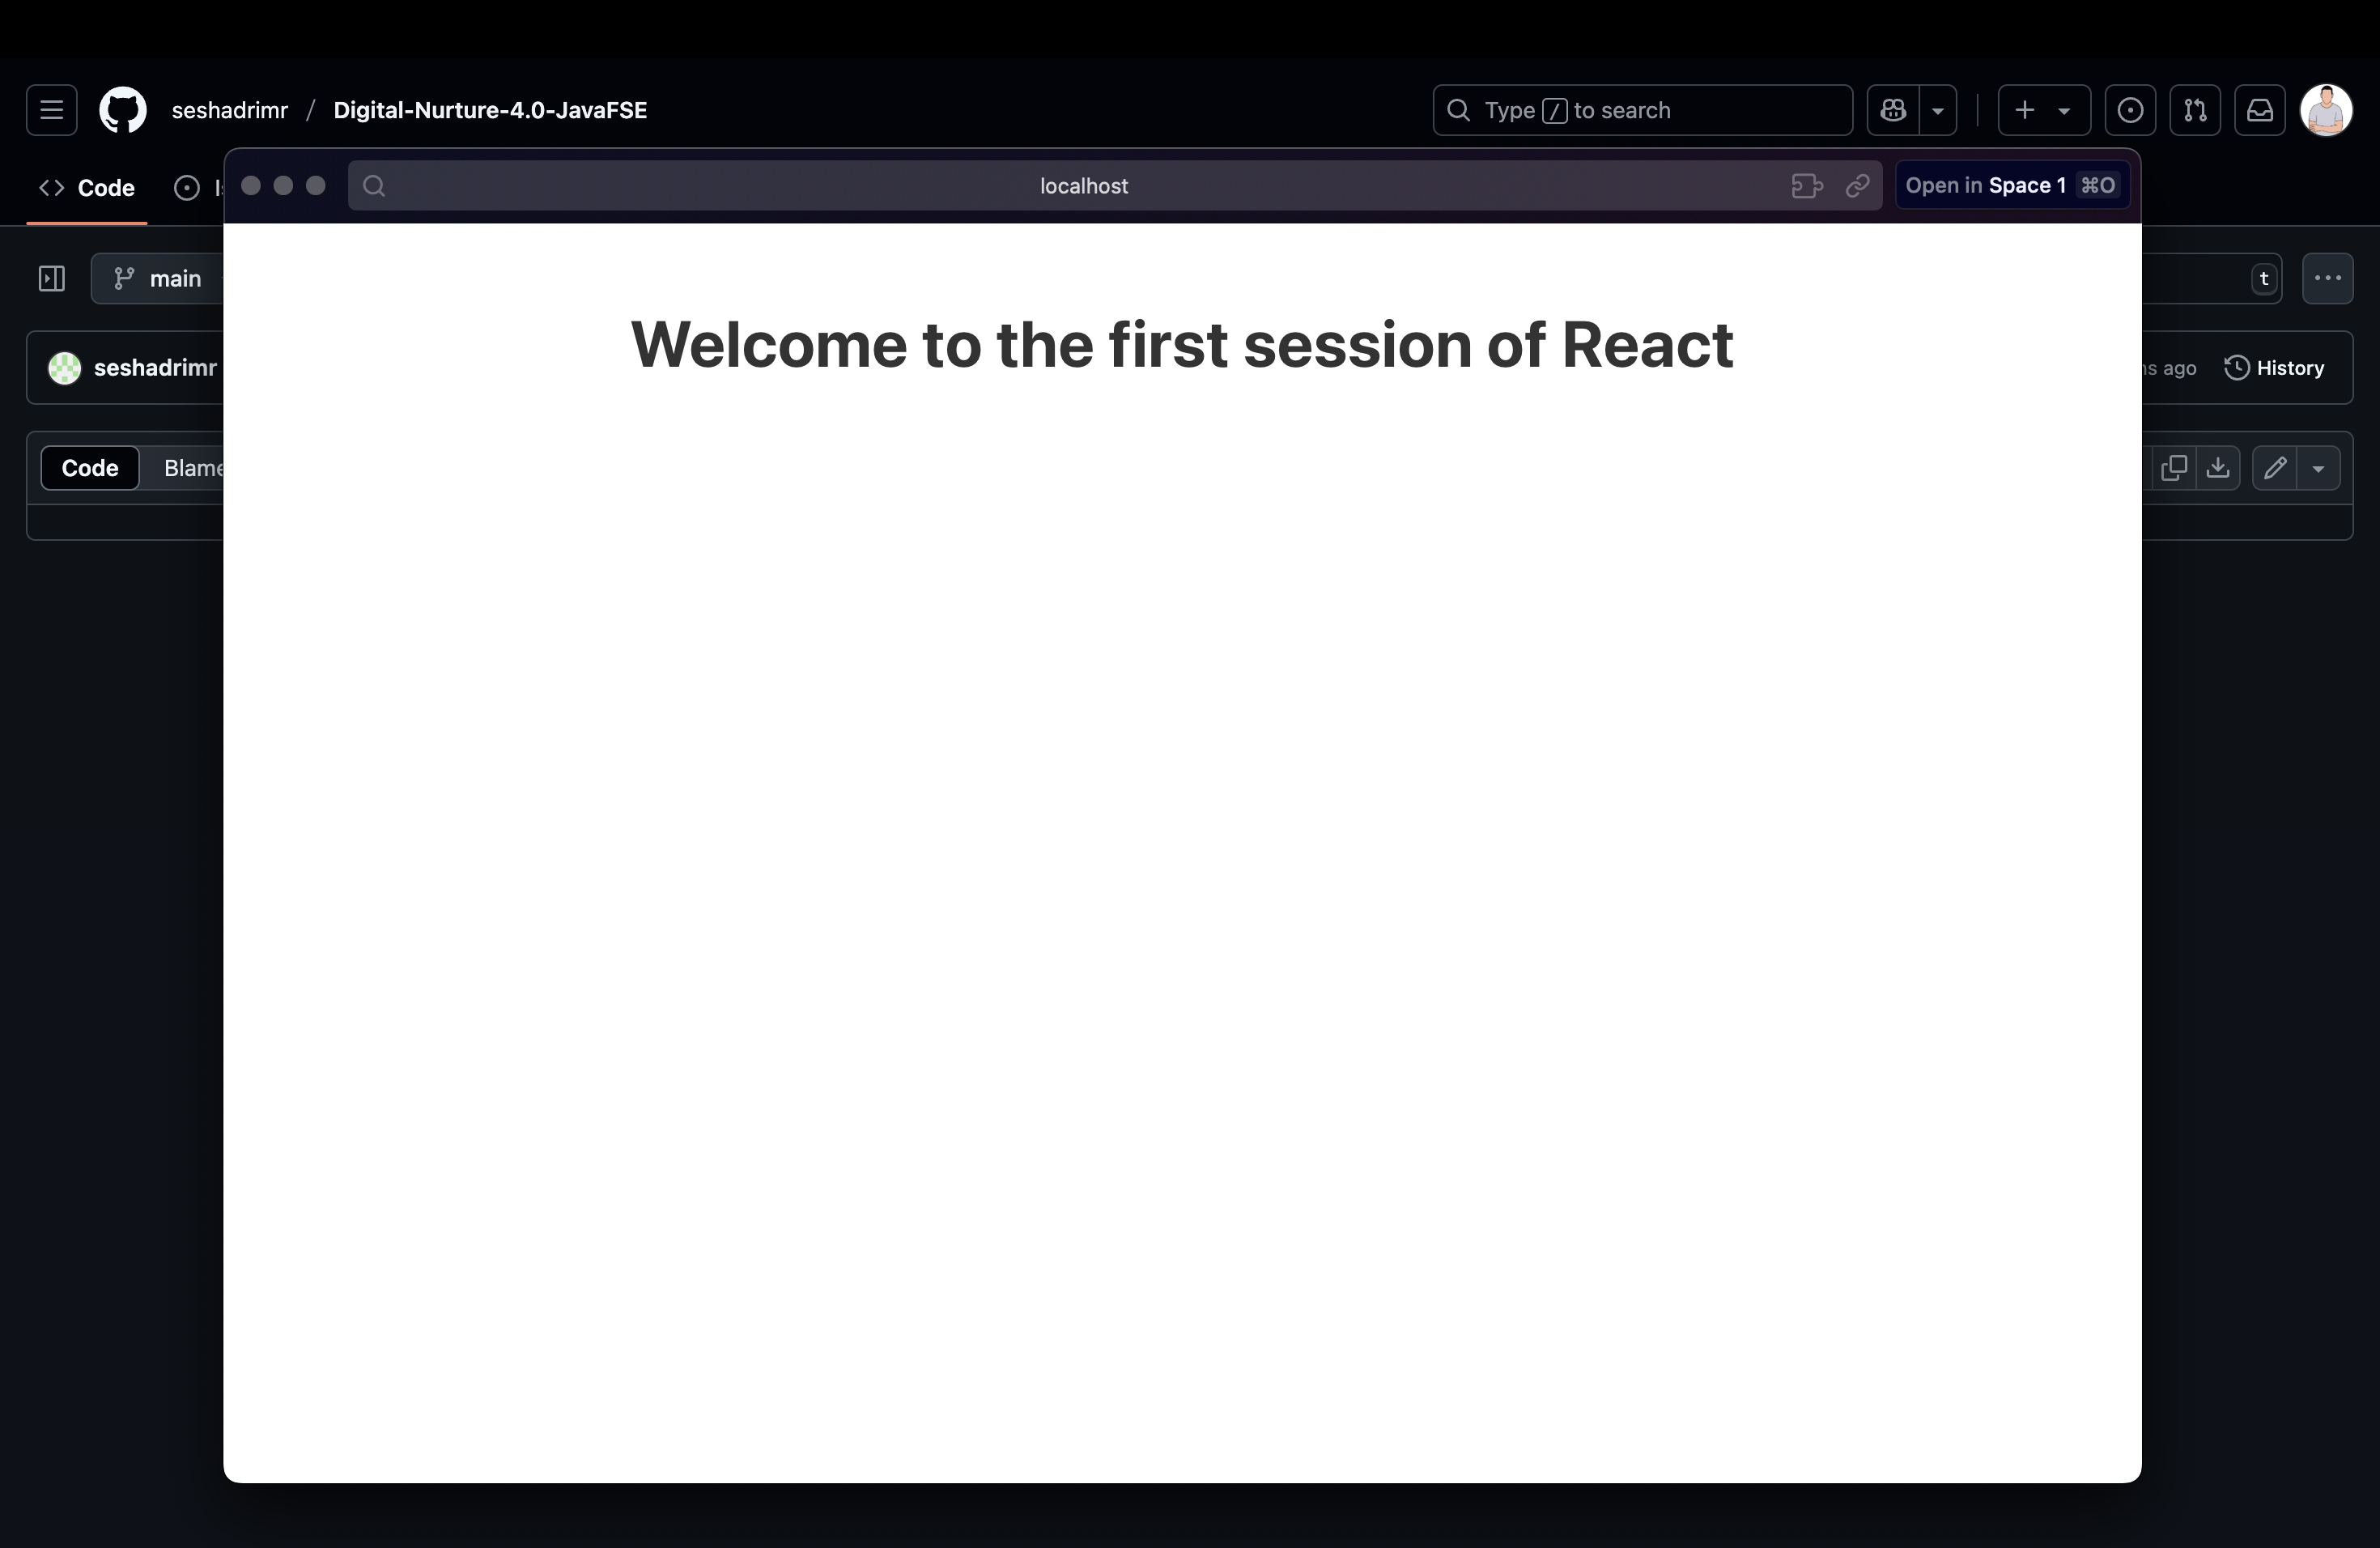 seshadrimr / Digital-Nurture-4.0-JavaFSE
Type / to search
Code
localhost
Open in Space 1 ⌘O
main
t
Welcome to the first session of React
seshadrimr
ago
History
Code
Blame